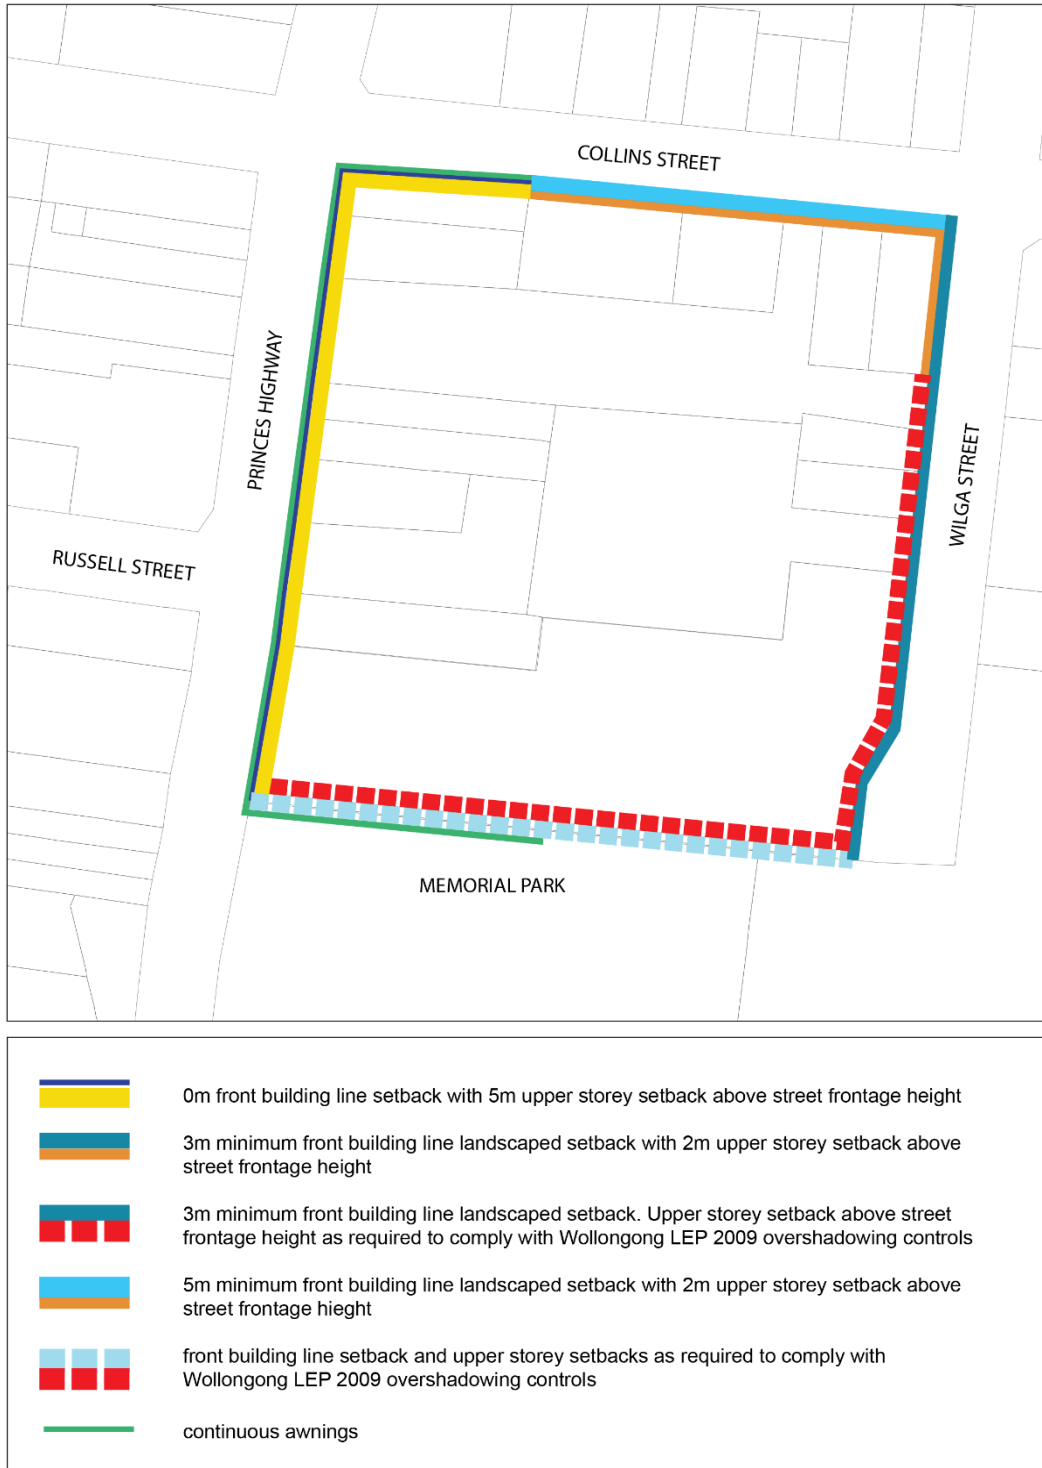 COLLINS STREET
PRINCES HIGHWAY
WILGA STREET
RUSSELL STREET
MEMORIAL PARK
0m front building line setback with 5m upper storey setback above street frontage height
3m minimum front building line landscaped setback with 2m upper storey setback above
street frontage height
3m minimum front building line landscaped setback. Upper storey setback above street
frontage height as required to comply with Wollongong LEP 2009 overshadowing controls
5m minimum front building line landscaped setback with 2m upper storey setback above
street frontage hieght
front building line setback and upper storey setbacks as required to comply with
Wollongong LEP 2009 overshadowing controls
continuous awnings